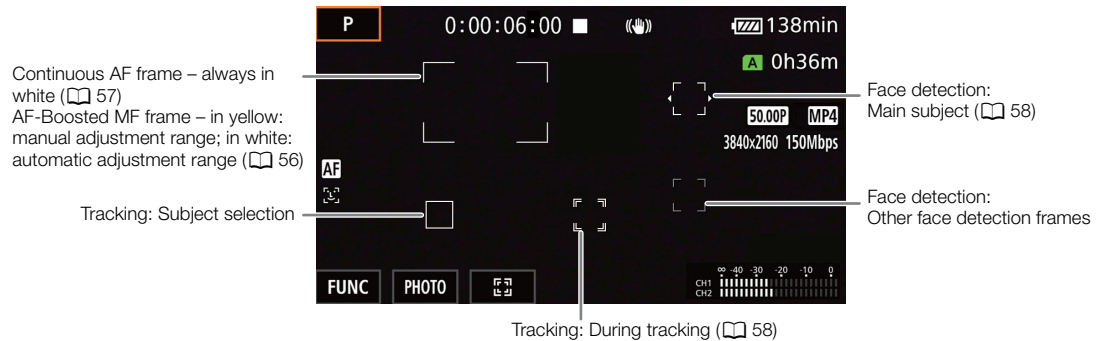 P
0:00:06:00
138min
A 0h36m
Continuous AF frame – always in
white (57)
AF-Boosted MF frame – in yellow:
manual adjustment range; in white:
automatic adjustment range (56)
Face detection:
Main subject (58)
50.00P MP4
3840x2160 150Mbps
AF
Tracking: Subject selection
Face detection:
Other face detection frames
FUNC
PHOTO
∞ -40 -30 -20 -10 0
CH1
CH2
Tracking: During tracking (58)